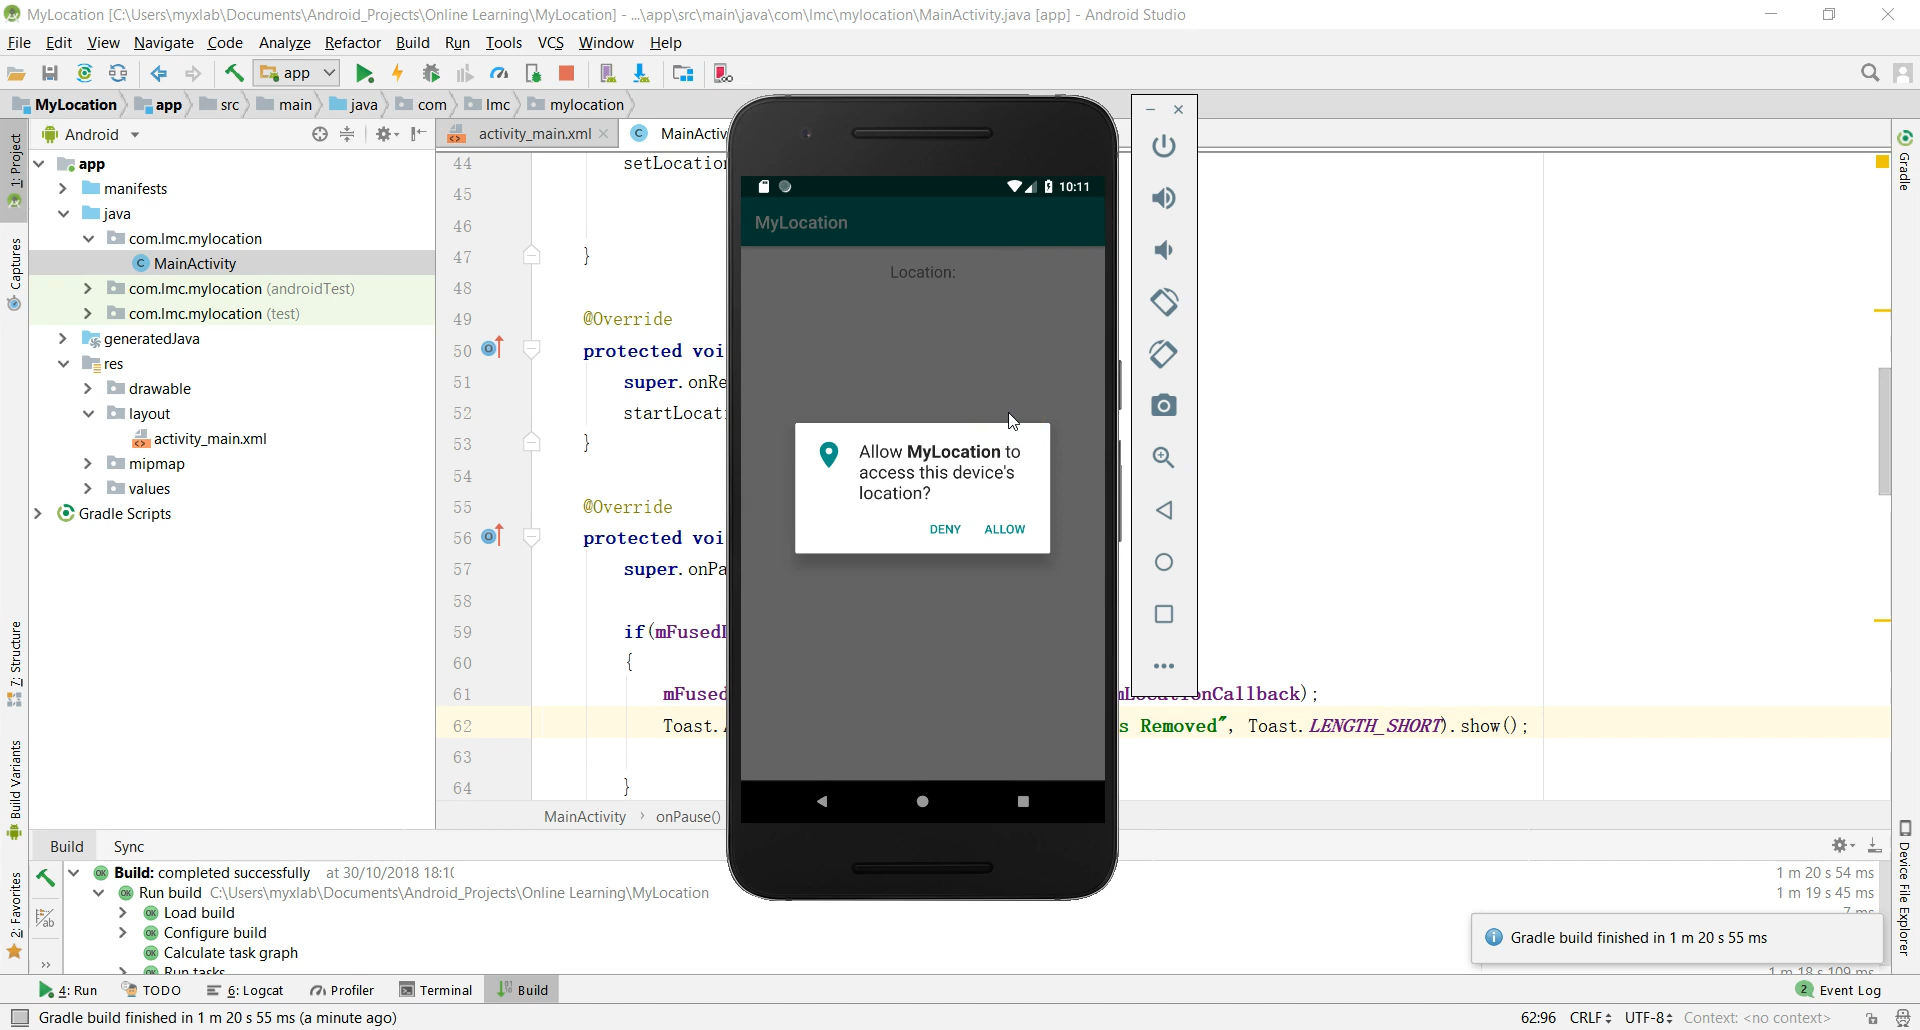 MyLocation [C:\Users\myxlab\Documents\Android_Projects\Online Learning\MyLocation] - ...\app\src\main\java\com\lmc\mylocation\MainActivity.java [app] - Android Studio
File Edit View Navigate Code Analyze Refactor Build Run Tools VCS Window Help
app
MyLocation app src main java com lmc mylocation
Android
activity_main.xml
MainActiv
1: Project
Captures
7: Structure
Build Variants
2: Favorites
Gradle
Device File Explorer
app
manifests
java
com.lmc.mylocation
MainActivity
com.lmc.mylocation (androidTest)
com.lmc.mylocation (test)
generatedJava
res
drawable
layout
activity_main.xml
mipmap
values
Gradle Scripts
44 setLocation
45
46
47 }
48
49 @Override
50 protected voi
51 super.onRe
52 startLocat
53 }
54
55 @Override
56 protected voi
57 super.onPa
58
59 if(mFused
60 {
61 mFused onCallback);
62 Toast. s Removed", Toast.LENGTH_SHORT).show();
63
64 }
MainActivity › onPause()
10:11
MyLocation
Location:
Allow MyLocation to
access this device's
location?
DENY ALLOW
Build Sync
Build: completed successfully at 30/10/2018 18:10 1 m 20 s 54 ms
Run build C:\Users\myxlab\Documents\Android_Projects\Online Learning\MyLocation 1 m 19 s 45 ms
Load build 7 ms
Configure build
Calculate task graph
Run tasks 1 m 18 s 109 ms
Gradle build finished in 1 m 20 s 55 ms
4: Run TODO 6: Logcat Profiler Terminal Build 2 Event Log
Gradle build finished in 1 m 20 s 55 ms (a minute ago) 62:96 CRLF UTF-8 Context: <no context>